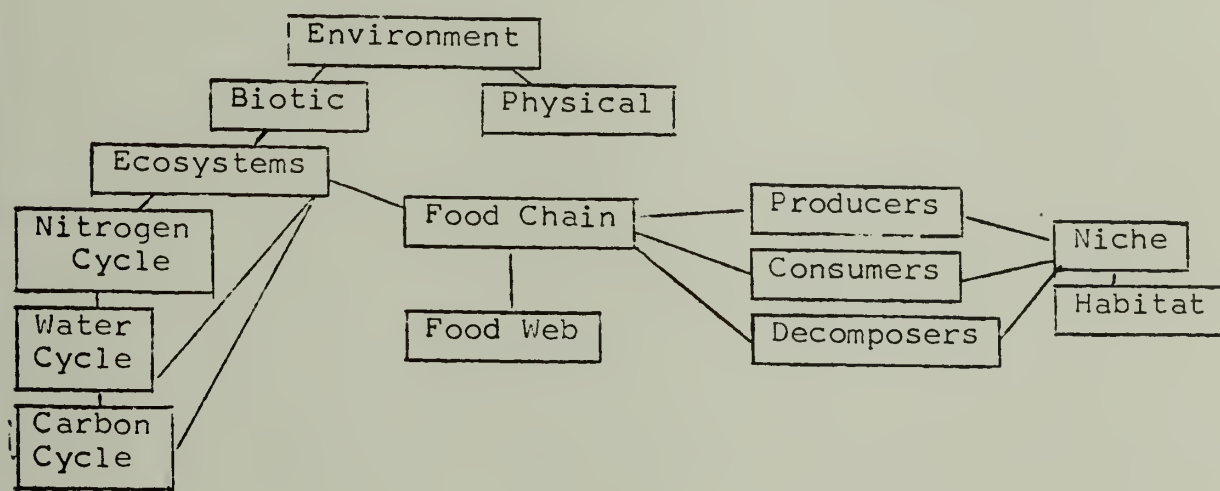 Environment
Biotic
Physical
Ecosystems
Nitrogen
Cycle
Water
Cycle
Carbon
Cycle
Food Chain
Food Web
Producers
Consumers
Decomposers
Niche
Habitat